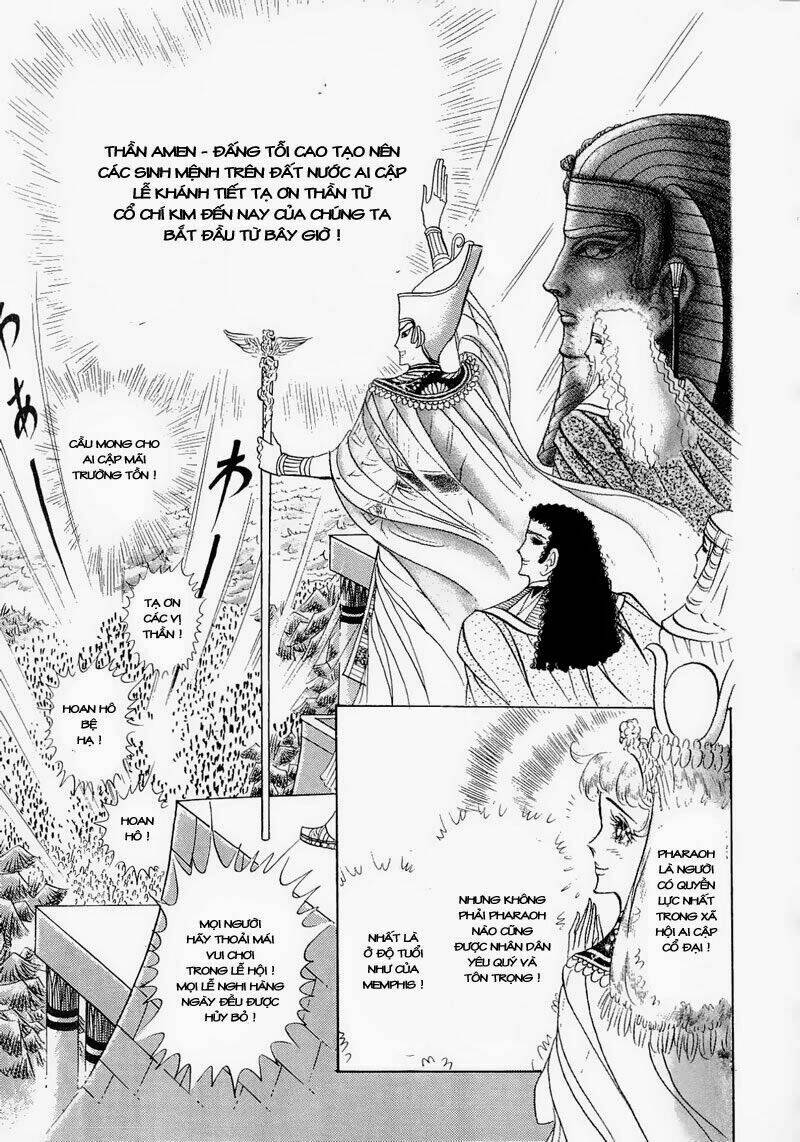 THẦN AMEN - ĐẤNG TỐI CAO TẠO NÊN
CÁC SINH MỆNH TRÊN ĐẤT NƯỚC AI CẬP
LỄ KHÁNH TIẾT TẠ ƠN THẦN TỪ
CỔ CHÍ KIM ĐẾN NAY CỦA CHÚNG TA
BẮT ĐẦU TỪ BÂY GIỜ !
わあー
わー
CẦU MONG CHO
AI CẬP MÃI
TRƯỜNG TỒN !
TẠ ƠN
CÁC VỊ
THẦN !
HOAN HÔ
BỆ
HẠ !
HOAN
HÔ !
MỌI NGƯỜI
HÃY THOẢI MÁI
VUI CHƠI
TRONG LỄ HỘI !
MỌI LỄ NGHI HÀNG
NGÀY ĐỀU ĐƯỢC
HỦY BỎ !
PHARAOH
LÀ NGƯỜI
CÓ QUYỀN
LỰC NHẤT
TRONG XÃ
HỘI AI CẬP
CỔ ĐẠI !
NHƯNG KHÔNG
PHẢI PHARAOH
NÀO CŨNG
ĐƯỢC NHÂN DÂN
YÊU QUÝ VÀ
TÔN TRỌNG !
NHẤT LÀ
Ở ĐỘ TUỔI
NHƯ CỦA
MEMPHIS !